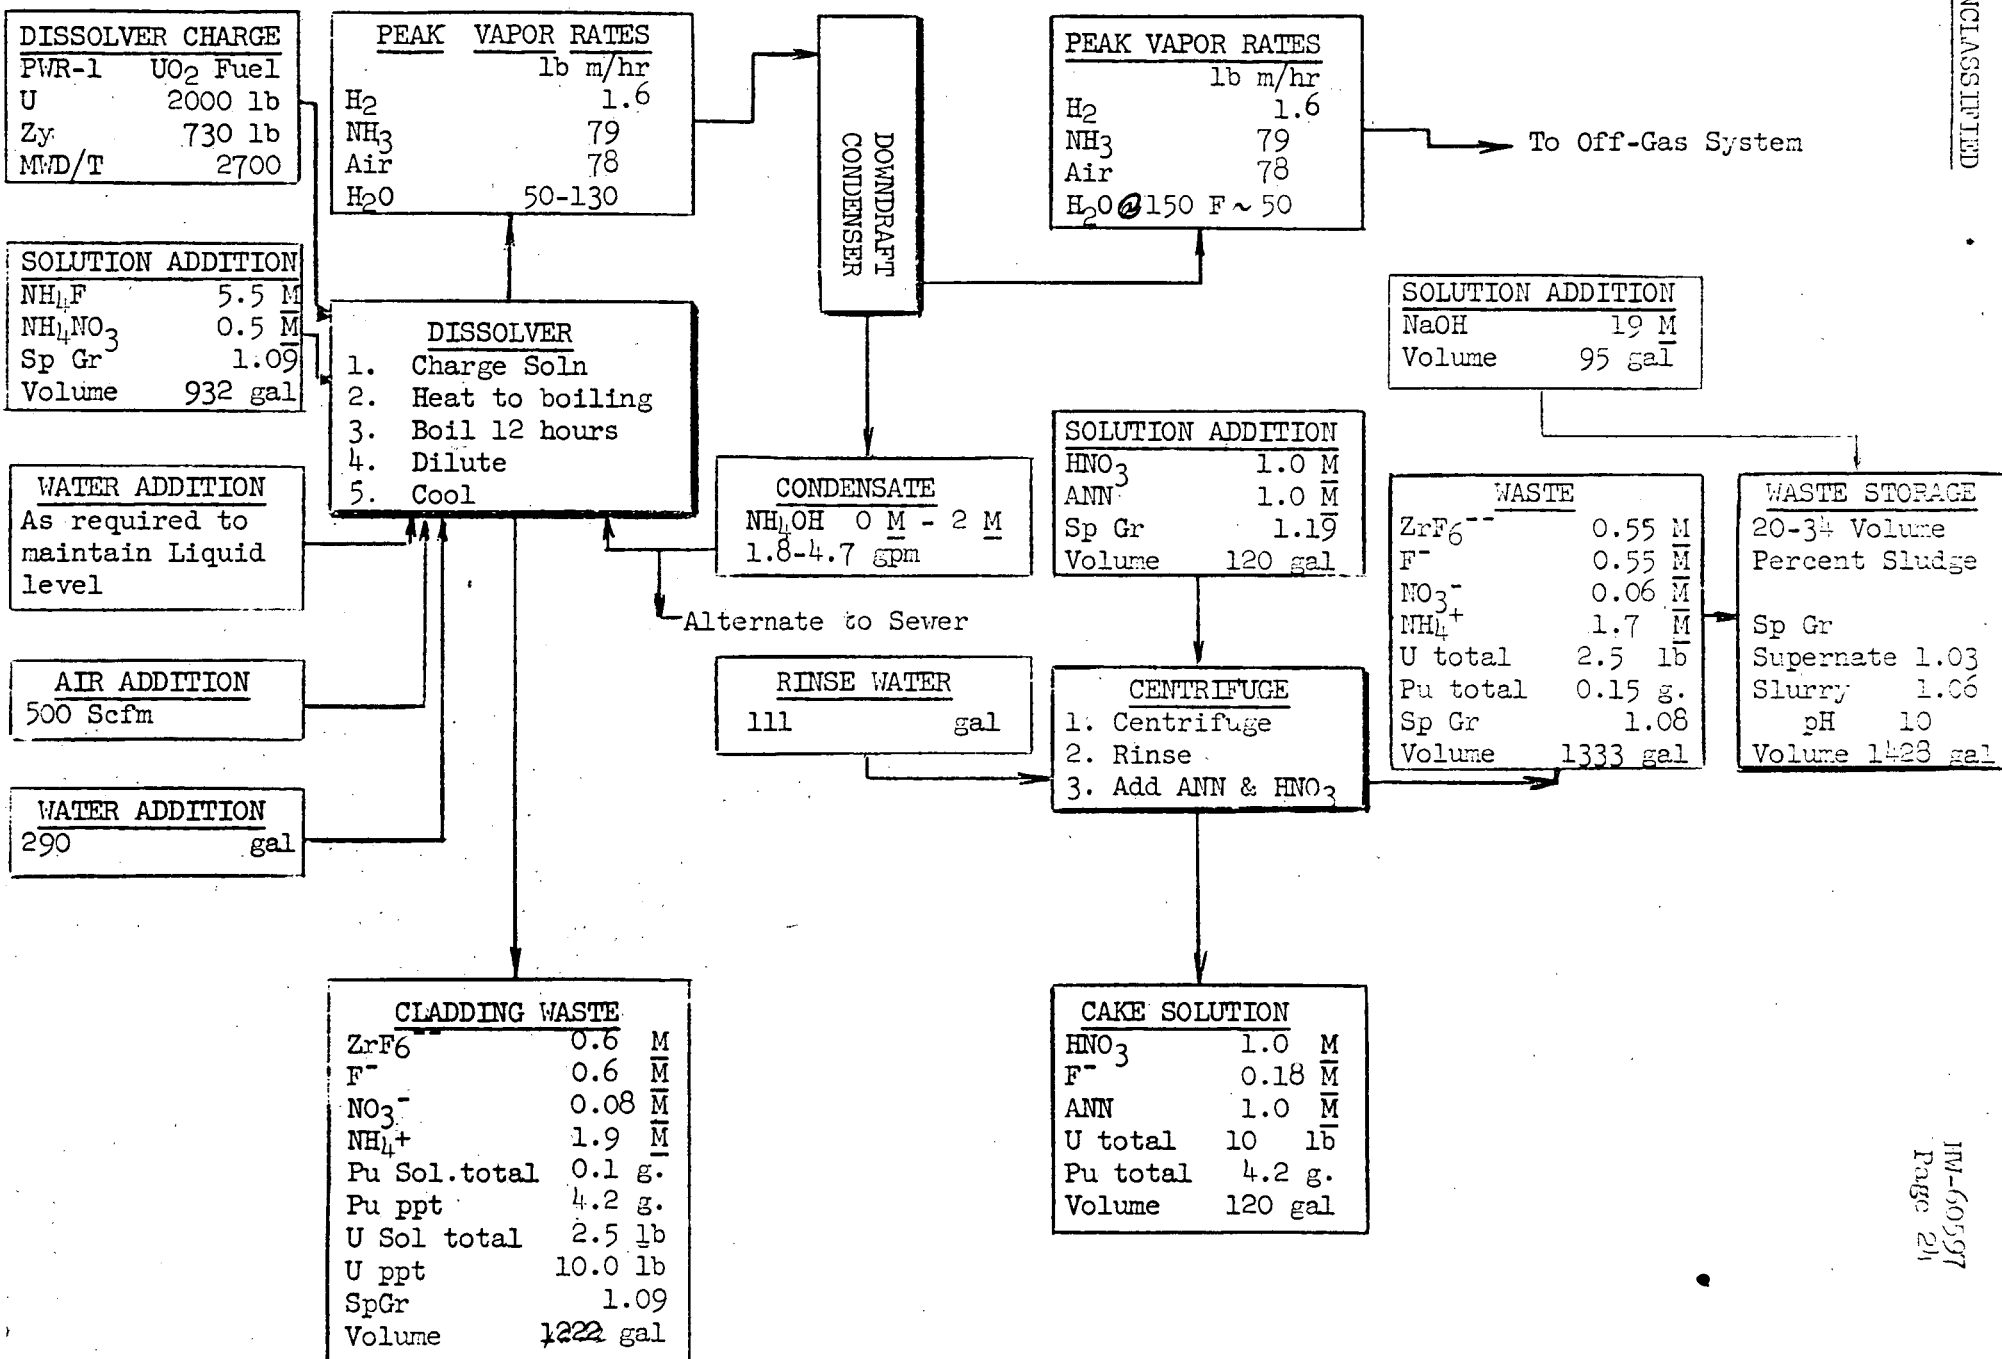 NCLASSIFIED
DISSOLVER CHARGE
PWR-1 UO2 Fuel
U 2000 lb
Zy 730 lb
MWD/T 2700
PEAK VAPOR RATES
lb m/hr
H2 1.6
NH3 79
Air 78
H2O 50-130
DOWNDRAFT
CONDENSER
PEAK VAPOR RATES
lb m/hr
H2 1.6
NH3 79
Air 78
H2O @ 150 F ~ 50
To Off-Gas System
SOLUTION ADDITION
NH4F 5.5 M
NH4NO3 0.5 M
Sp Gr 1.09
Volume 932 gal
DISSOLVER
1. Charge Soln
2. Heat to boiling
3. Boil 12 hours
4. Dilute
5. Cool
SOLUTION ADDITION
NaOH 19 M
Volume 95 gal
WATER ADDITION
As required to
maintain Liquid
level
CONDENSATE
NH4OH 0 M - 2 M
1.8-4.7 gpm
Alternate to Sewer
SOLUTION ADDITION
HNO3 1.0 M
ANN 1.0 M
Sp Gr 1.19
Volume 120 gal
WASTE
ZrF6-- 0.55 M
F- 0.55 M
NO3- 0.06 M
NH4+ 1.7 M
U total 2.5 lb
Pu total 0.15 g.
Sp Gr 1.08
Volume 1333 gal
WASTE STORAGE
20-34 Volume
Percent Sludge
Sp Gr
Supernate 1.03
Slurry 1.06
pH 10
Volume 1428 gal
AIR ADDITION
500 Scfm
RINSE WATER
111 gal
CENTRIFUGE
1. Centrifuge
2. Rinse
3. Add ANN & HNO3
WATER ADDITION
290 gal
CLADDING WASTE
ZrF6-- 0.6 M
F- 0.6 M
NO3- 0.08 M
NH4+ 1.9 M
Pu Sol.total 0.1 g.
Pu ppt 4.2 g.
U Sol total 2.5 lb
U ppt 10.0 lb
SpGr 1.09
Volume 1222 gal
CAKE SOLUTION
HNO3 1.0 M
F- 0.18 M
ANN 1.0 M
U total 10 lb
Pu total 4.2 g.
Volume 120 gal
HW-60597
Page 24